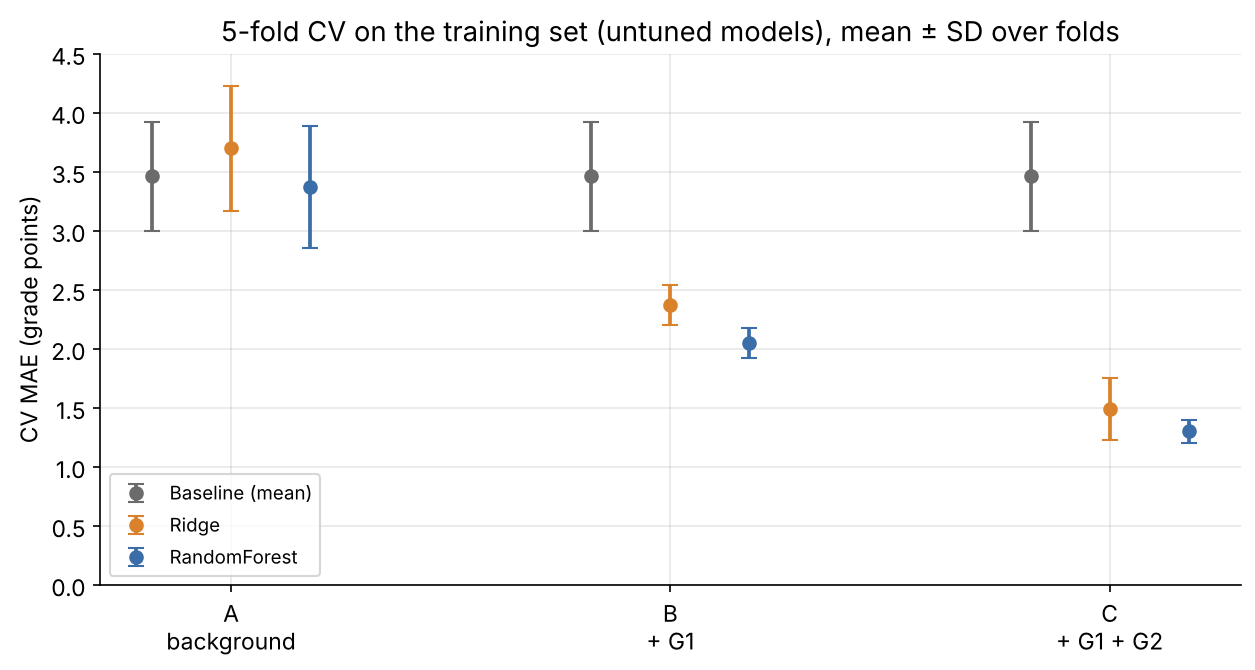 5-fold CV on the training set (untuned models), mean ± SD over folds
CV MAE (grade points)
4.5
4.0
3.5
3.0
2.5
2.0
1.5
1.0
0.5
0.0
Baseline (mean)
Ridge
RandomForest
A
background
B
+ G1
C
+ G1 + G2